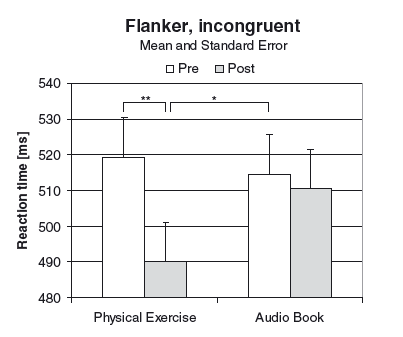 Flanker, incongruent
Mean and Standard Error
Pre Post
540
530
520
510
500
490
480
Reaction time [ms]
** *
Physical Exercise Audio Book